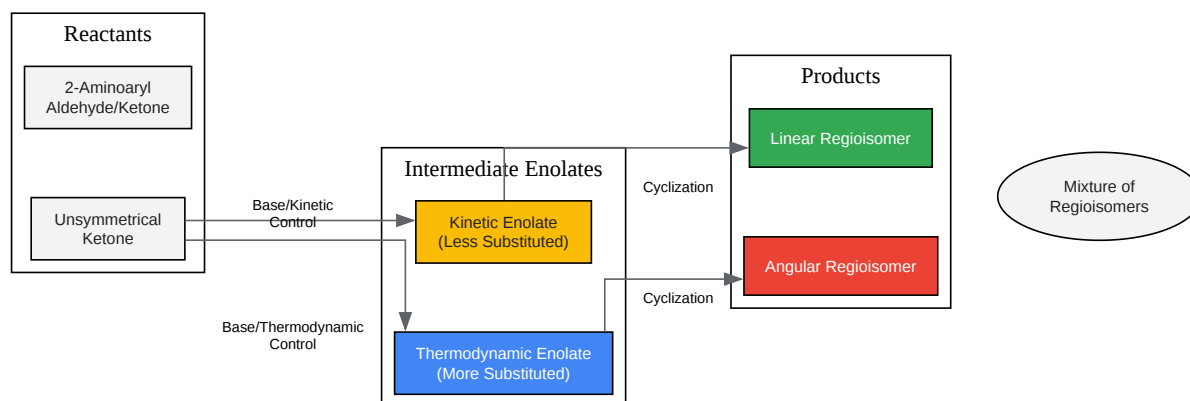 Reactants
2-Aminoaryl
Aldehyde/Ketone
Unsymmetrical
Ketone
Base/Kinetic
Control
Base/Thermodynamic
Control
Intermediate Enolates
Kinetic Enolate
(Less Substituted)
Thermodynamic Enolate
(More Substituted)
Cyclization
Cyclization
Products
Linear Regioisomer
Angular Regioisomer
Mixture of
Regioisomers